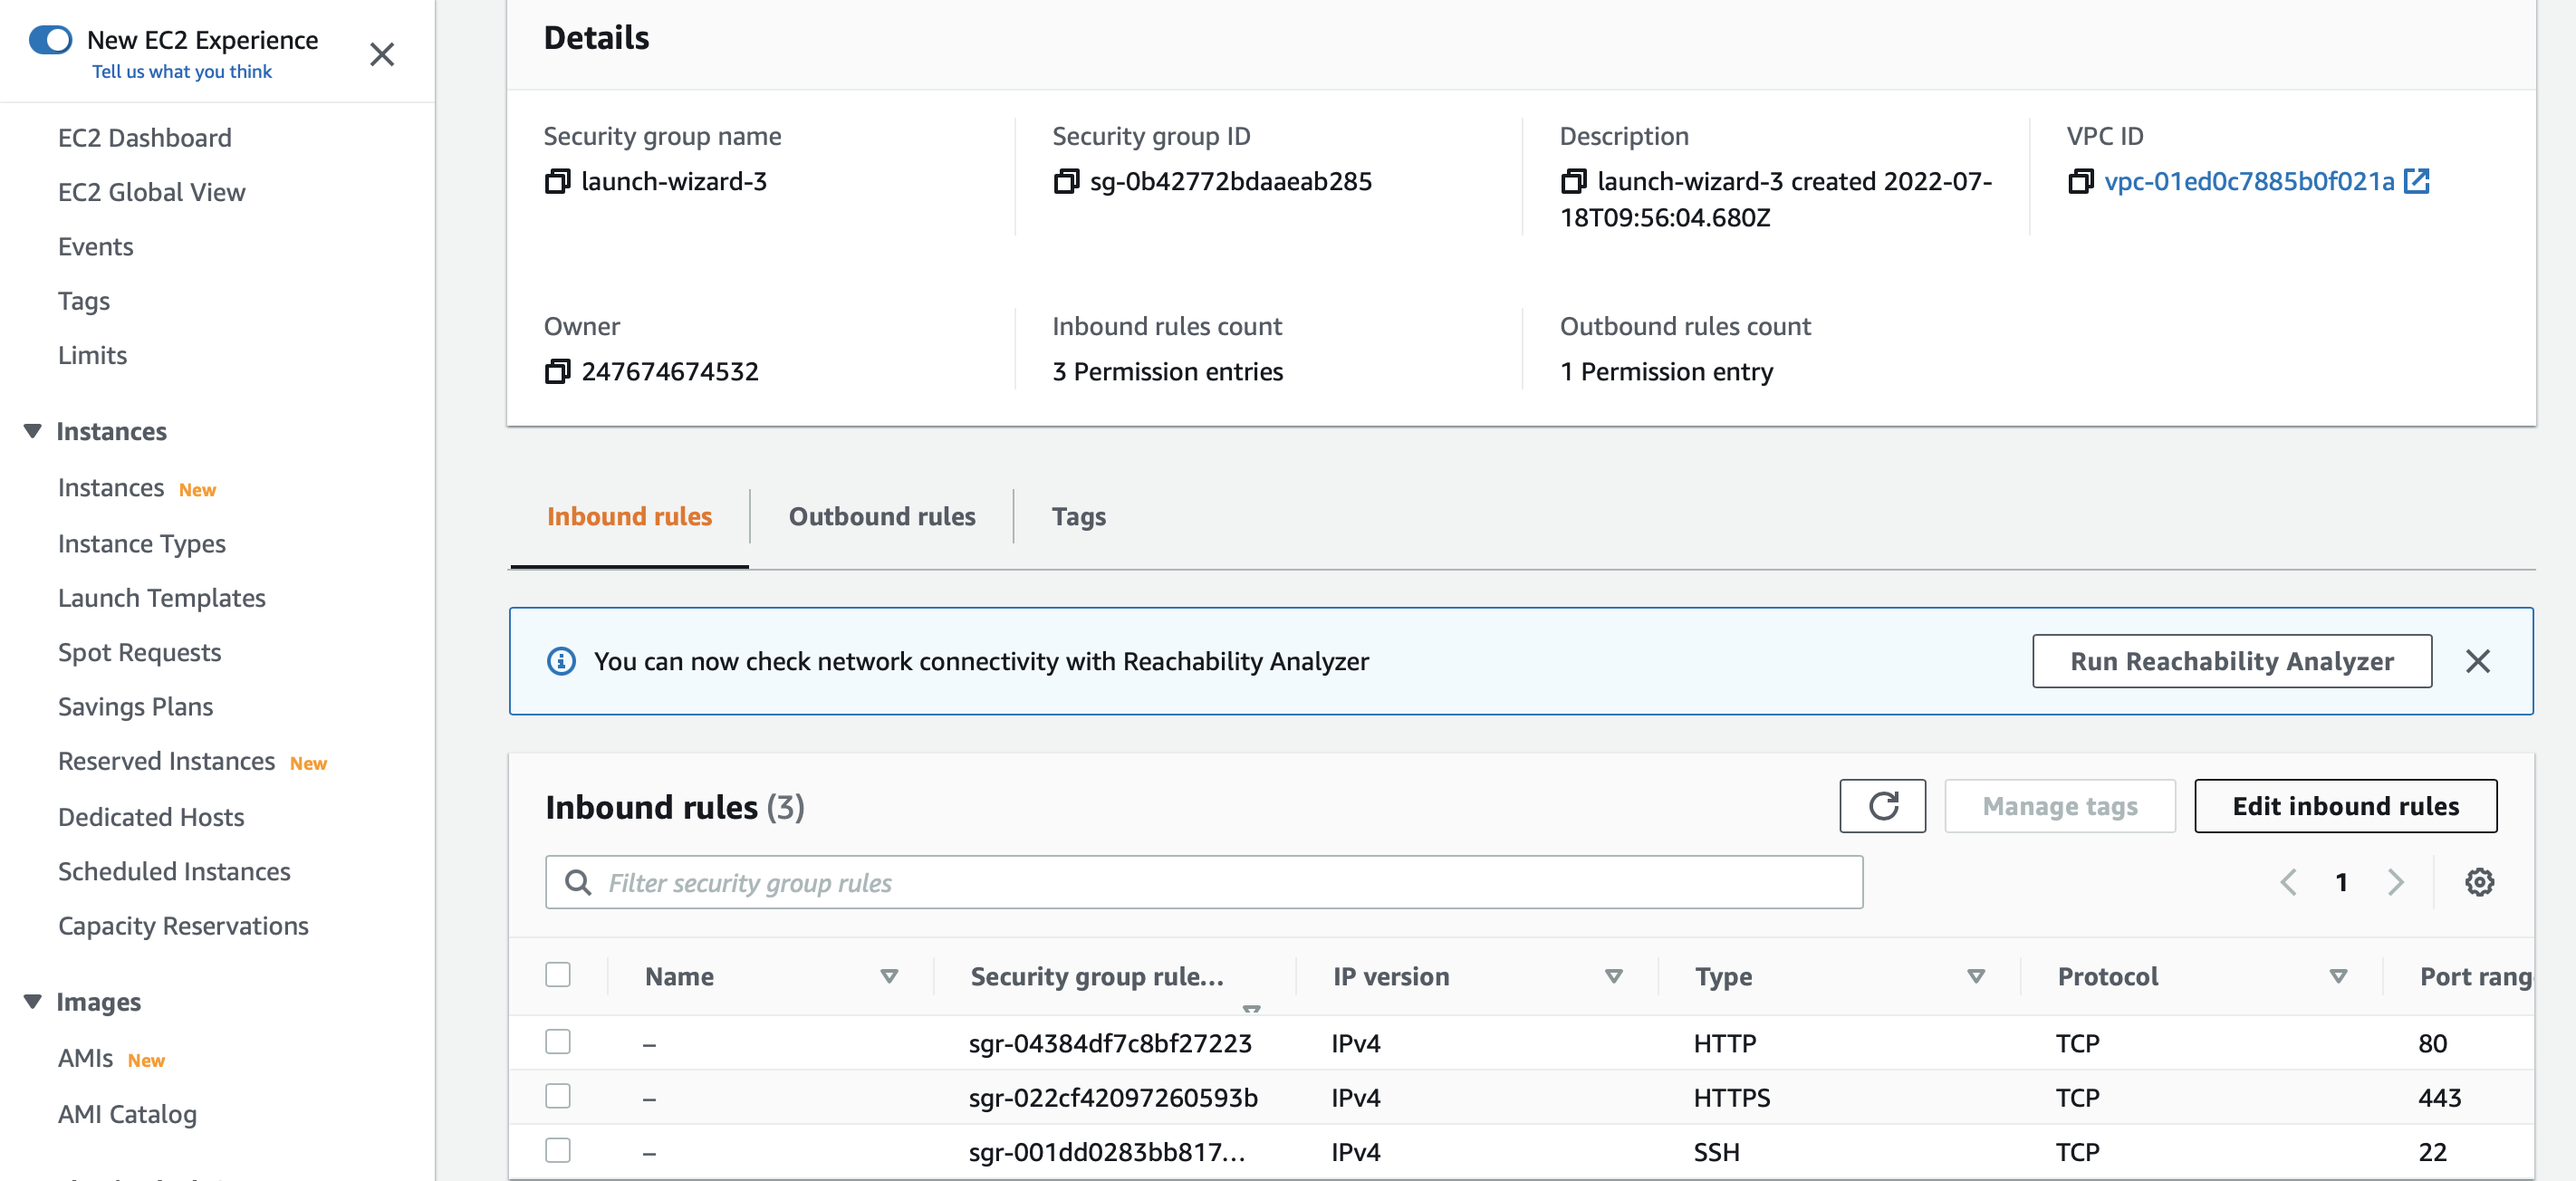 New EC2 Experience
Tell us what you think
EC2 Dashboard
EC2 Global View
Events
Tags
Limits
Instances
Instances New
Instance Types
Launch Templates
Spot Requests
Savings Plans
Reserved Instances New
Dedicated Hosts
Scheduled Instances
Capacity Reservations
Images
AMIs New
AMI Catalog
Details
Security group name
launch-wizard-3
Security group ID
sg-0b42772bdaaeab285
Description
launch-wizard-3 created 2022-07-
18T09:56:04.680Z
VPC ID
vpc-01ed0c7885b0f021a
Owner
247674674532
Inbound rules count
3 Permission entries
Outbound rules count
1 Permission entry
Inbound rules Outbound rules Tags
You can now check network connectivity with Reachability Analyzer Run Reachability Analyzer
Inbound rules (3) Manage tags Edit inbound rules
Filter security group rules 1
Name Security group rule... IP version Type Protocol Port rang
– sgr-04384df7c8bf27223 IPv4 HTTP TCP 80
– sgr-022cf42097260593b IPv4 HTTPS TCP 443
– sgr-001dd0283bb817... IPv4 SSH TCP 22